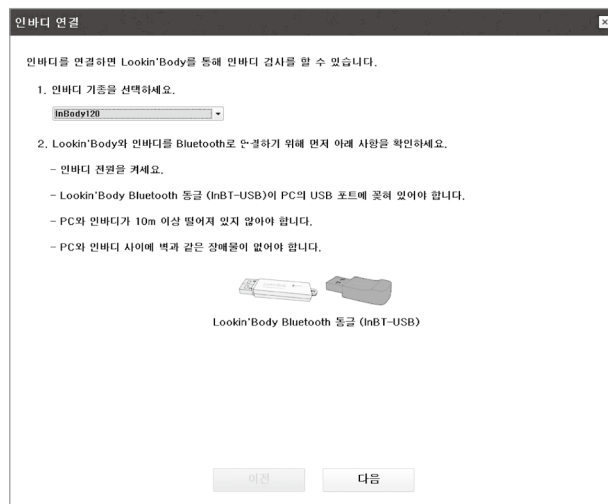 인바디 연결
인바디를 연결하면 Lookin'Body를 통해 인바디 검사를 할 수 있습니다.
1. 인바디 기종을 선택하세요.
InBody120
2. Lookin'Body와 인바디를 Bluetooth로 연결하기 위해 먼저 아래 사항을 확인하세요.
- 인바디 전원을 켜세요.
- Lookin'Body Bluetooth 동글 (InBT-USB)이 PC의 USB 포트에 꽂혀 있어야 합니다.
- PC와 인바디가 10m 이상 떨어져 있지 않아야 합니다.
- PC와 인바디 사이에 벽과 같은 장애물이 없어야 합니다.
Lookin'Body Bluetooth 동글 (InBT-USB)
이전 다음